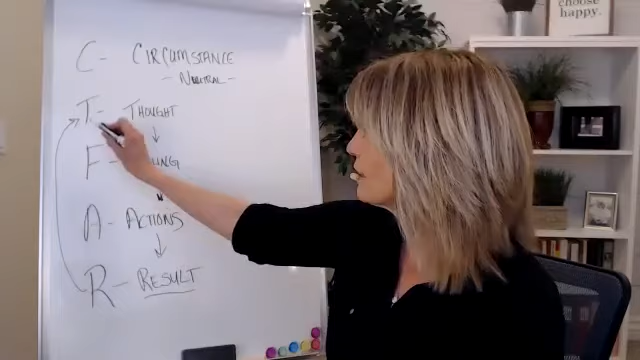 C - CIRCUMSTANCE
- NEUTRAL -
T - THOUGHT
F -
A - ACTIONS
R - RESULT
choose
happy.